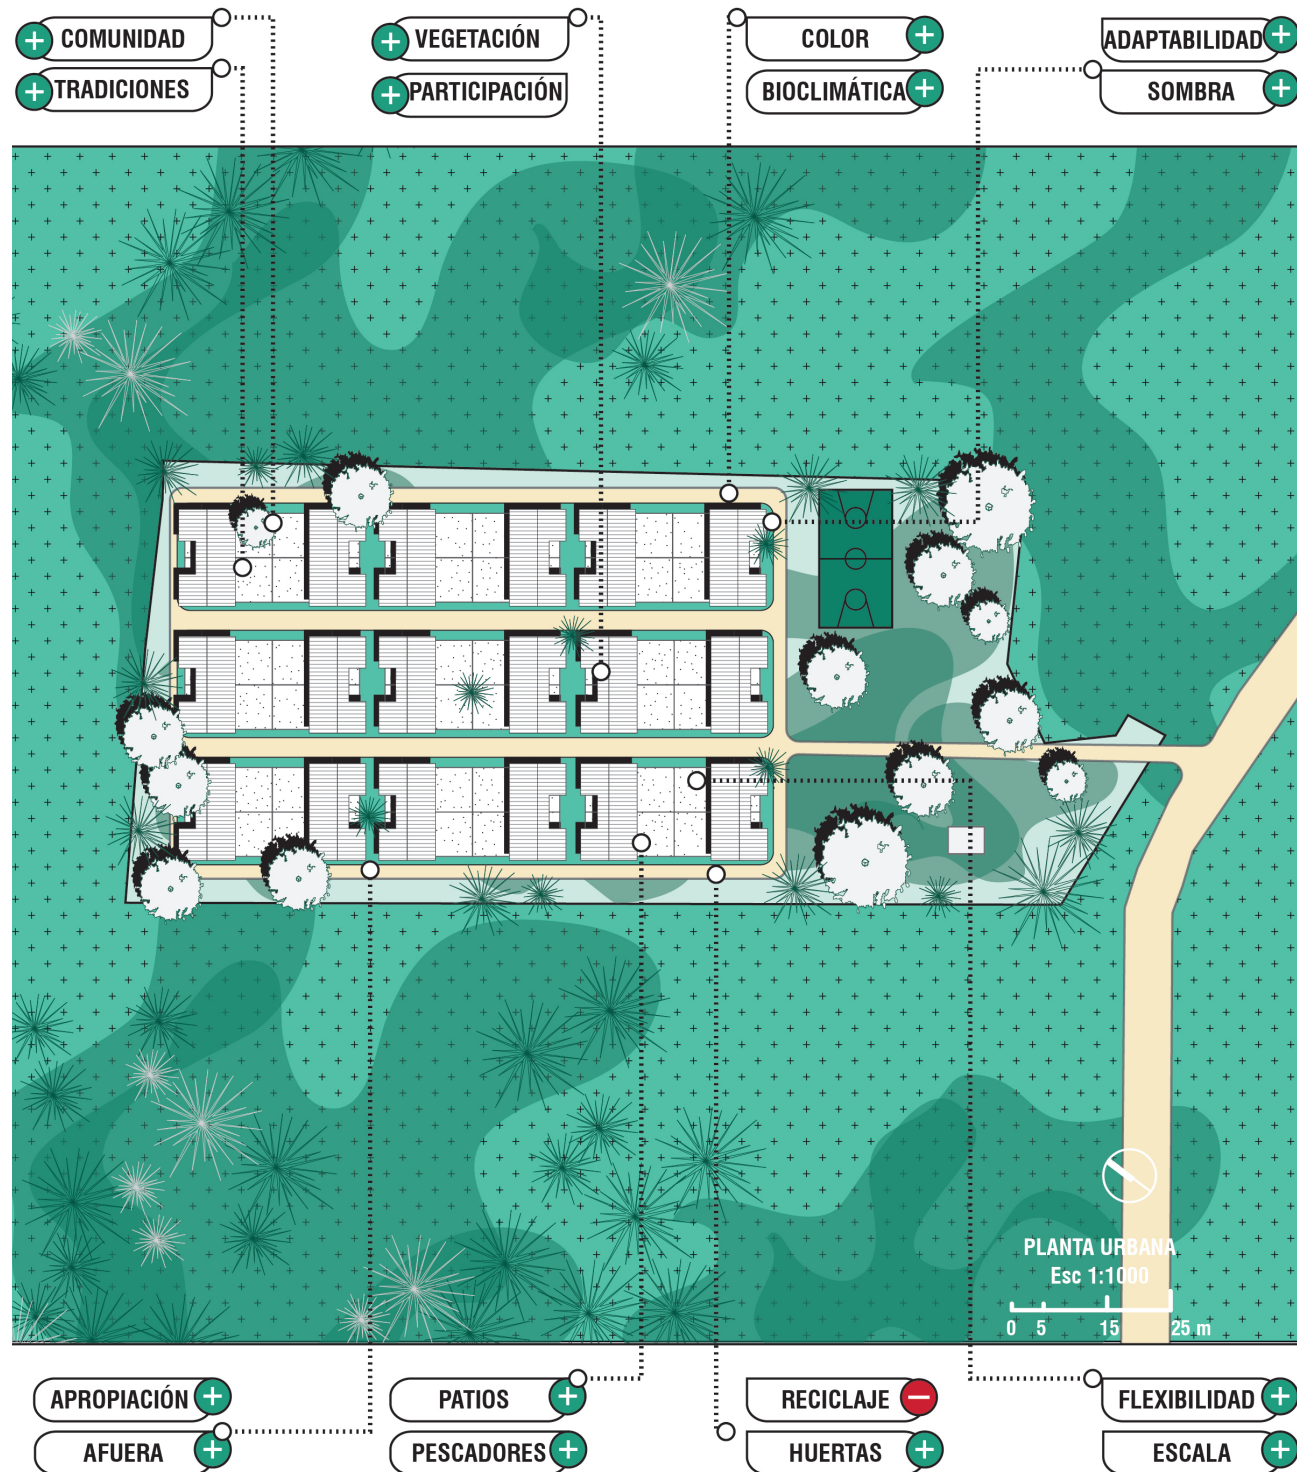 COMUNIDAD
VEGETACIÓN
COLOR
ADAPTABILIDAD
TRADICIONES
PARTICIPACIÓN
BIOCLIMÁTICA
SOMBRA
PLANTA URBANA
Esc 1:1000
0 5 15 25 m
APROPIACIÓN
PATIOS
RECICLAJE
FLEXIBILIDAD
AFUERA
PESCADORES
HUERTAS
ESCALA